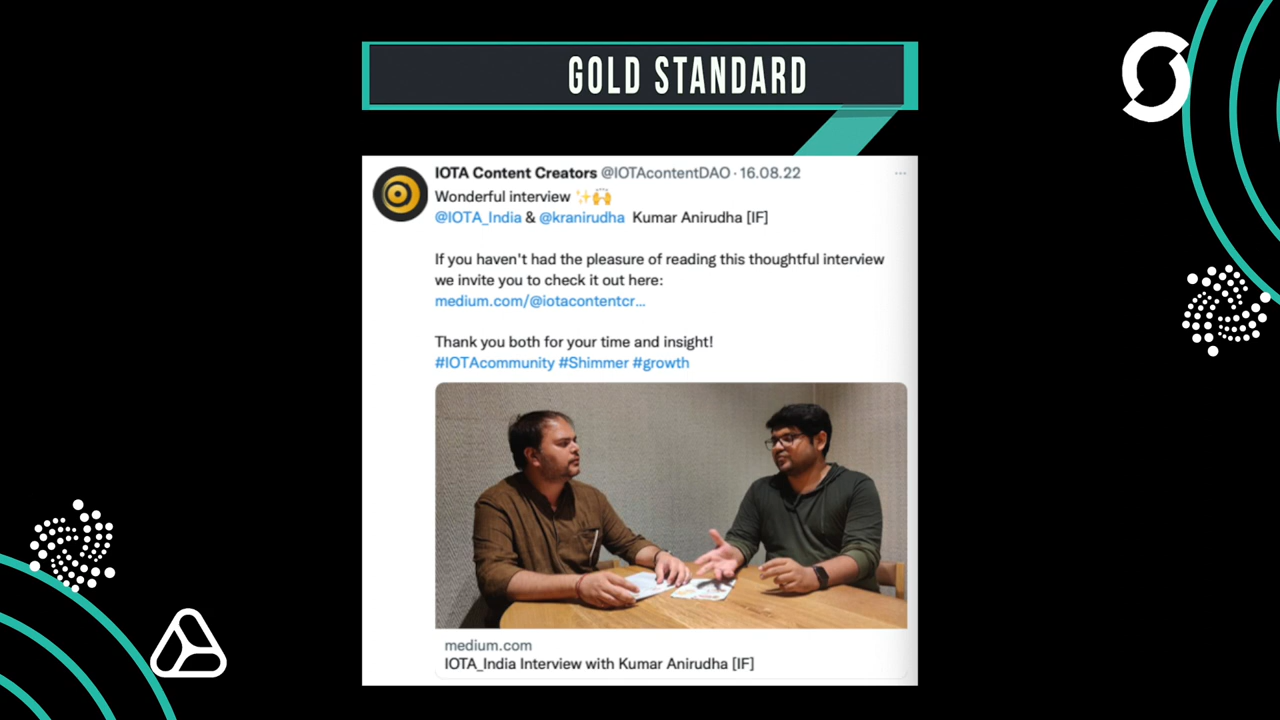 GOLD STANDARD
IOTA Content Creators @IOTAcontentDAO · 16.08.22
Wonderful interview ✨🙌
@IOTA_India & @kranirudha Kumar Anirudha [IF]
If you haven't had the pleasure of reading this thoughtful interview
we invite you to check it out here:
medium.com/@iotacontentcr...
Thank you both for your time and insight!
#IOTAcommunity #Shimmer #growth
medium.com
IOTA_India Interview with Kumar Anirudha [IF]